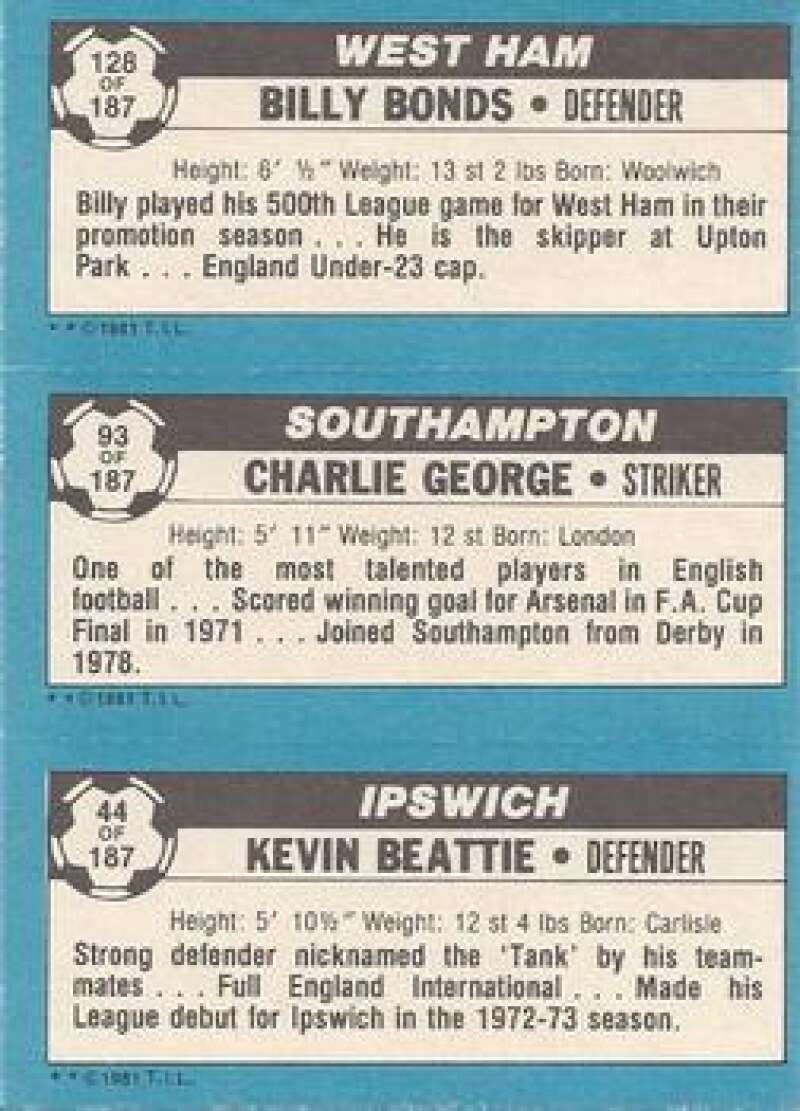 128 OF 187
WEST HAM
BILLY BONDS • DEFENDER
Height: 6′ ½″ Weight: 13 st 2 lbs Born: Woolwich
Billy played his 500th League game for West Ham in their
promotion season . . . He is the skipper at Upton
Park . . . England Under-23 cap.
* * © 1981 T.I.L.
93 OF 187
SOUTHAMPTON
CHARLIE GEORGE • STRIKER
Height: 5′ 11″ Weight: 12 st Born: London
One of the most talented players in English
football . . . Scored winning goal for Arsenal in F.A. Cup
Final in 1971 . . . Joined Southampton from Derby in
1978.
* * © 1981 T.I.L.
44 OF 187
IPSWICH
KEVIN BEATTIE • DEFENDER
Height: 5′ 10½″ Weight: 12 st 4 lbs Born: Carlisle
Strong defender nicknamed the ‘Tank’ by his team-
mates . . . Full England International . . . Made his
League debut for Ipswich in the 1972-73 season.
* * © 1981 T.I.L.